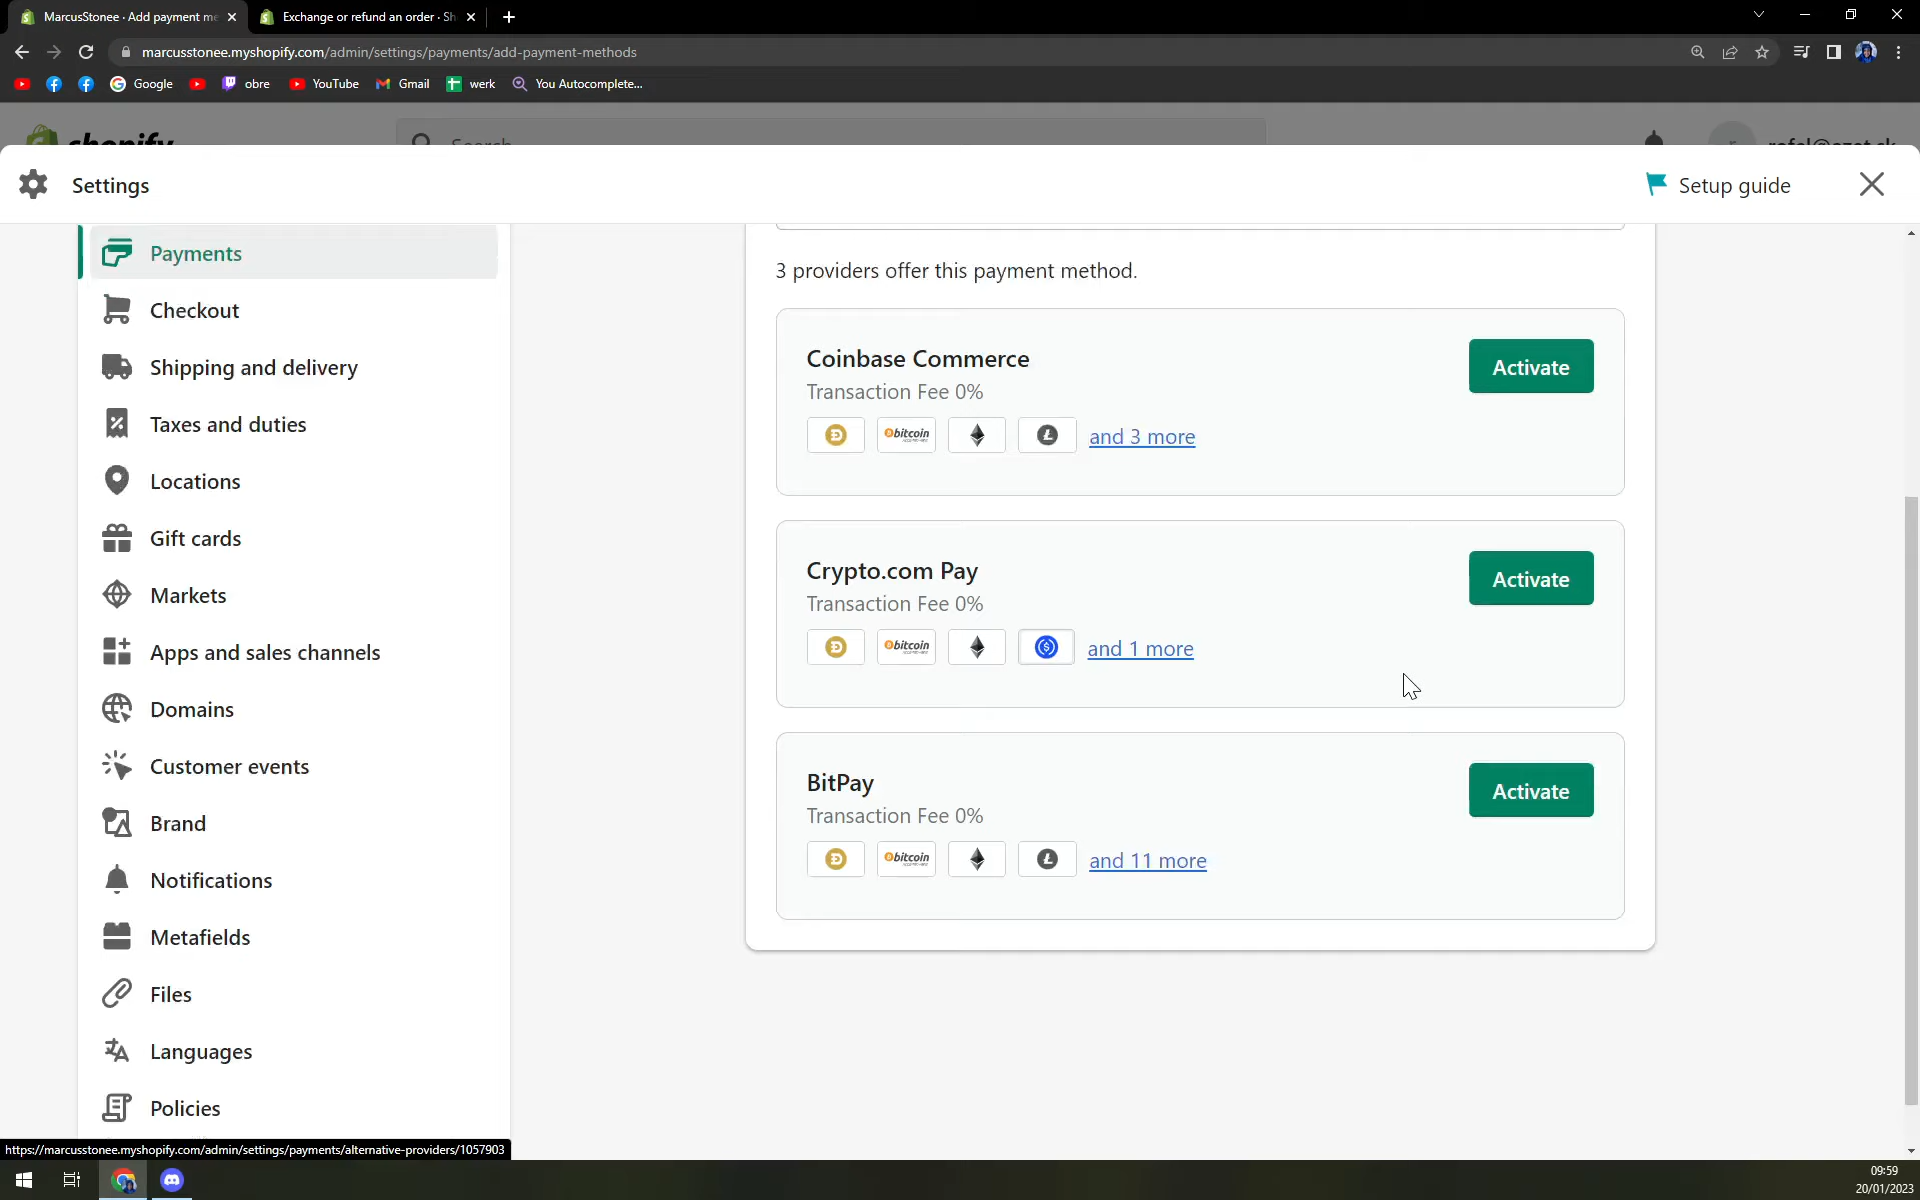 MarcusStonee · Add payment me
Exchange or refund an order · Sh
marcusstonee.myshopify.com/admin/settings/payments/add-payment-methods
Google
obre
YouTube
Gmail
werk
You Autocomplete...
shopify
Search
Settings
Setup guide
Payments
Checkout
Shipping and delivery
Taxes and duties
Locations
Gift cards
Markets
Apps and sales channels
Domains
Customer events
Brand
Notifications
Metafields
Files
Languages
Policies
3 providers offer this payment method.
Coinbase Commerce
Activate
Transaction Fee 0%
bitcoin
and 3 more
Crypto.com Pay
Activate
Transaction Fee 0%
bitcoin
and 1 more
BitPay
Activate
Transaction Fee 0%
bitcoin
and 11 more
https://marcusstonee.myshopify.com/admin/settings/payments/alternative-providers/1057903
09:59
20/01/2023